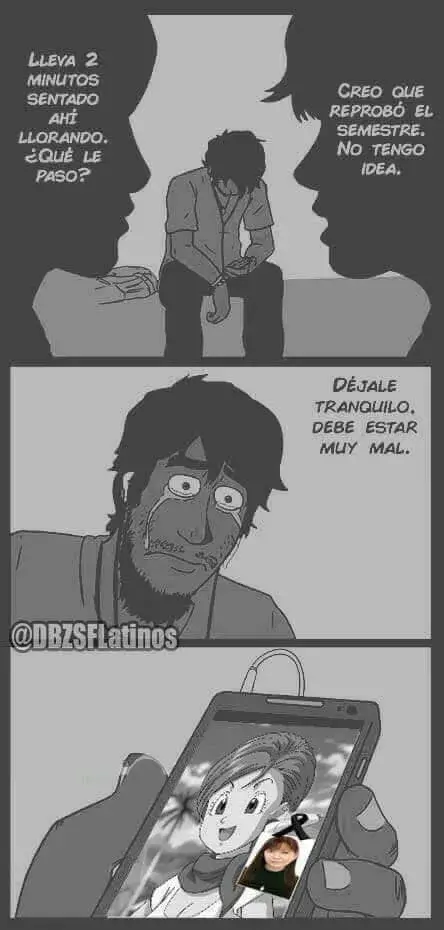 LLEVA 2
MINUTOS
SENTADO
AHÍ
LLORANDO.
¿QUÉ LE
PASO?
CREO QUE
REPROBÓ EL
SEMESTRE.
NO TENGO
IDEA.
DÉJALE
TRANQUILO,
DEBE ESTAR
MUY MAL.
@DBZSFLatinos